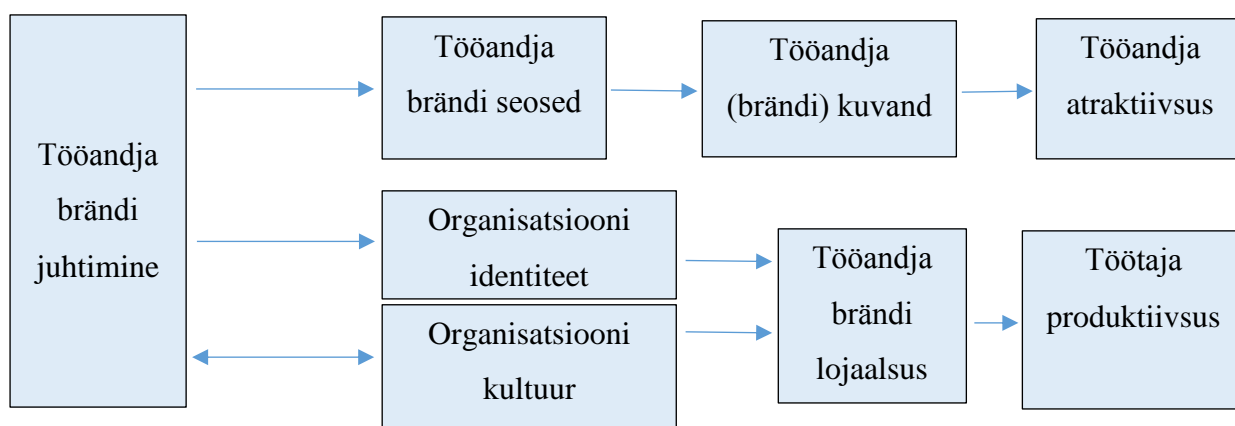 Tööandja
brändi
juhtimine
Tööandja
brändi seosed
Tööandja
(brändi) kuvand
Tööandja
atraktiivsus
Organisatsiooni
identiteet
Organisatsiooni
kultuur
Tööandja
brändi
lojaalsus
Töötaja
produktiivsus